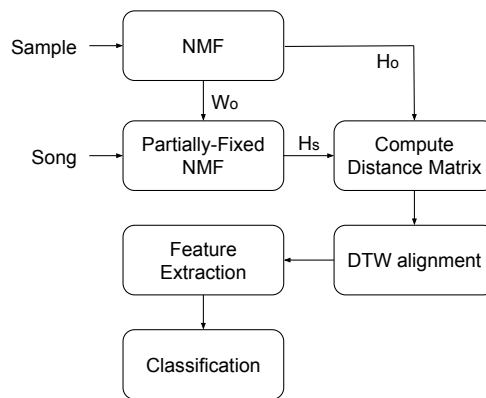 Sample
NMF
Ho
Wo
Song
Partially-Fixed
NMF
Hs
Compute
Distance Matrix
Feature
Extraction
DTW alignment
Classification